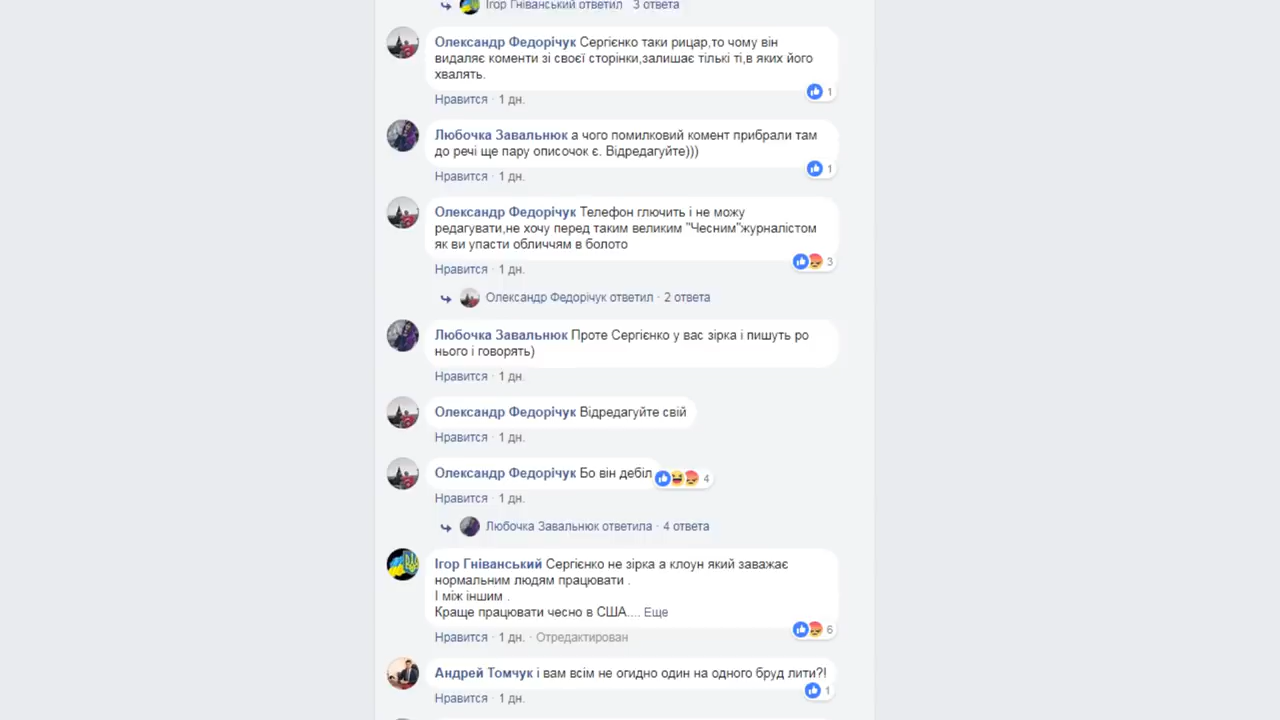 Ігор Гніванський ответил · 3 ответа
Олександр Федорічук Сергієнко таки рицар,то чому він
видаляє коменти зі своєї сторінки,залишає тількі ті,в яких його
хвалять.
1
Нравится · 1 дн.
Любочка Завальнюк а чого помилковий комент прибрали там
до речі ще пару описочок є. Відредагуйте)))
1
Нравится · 1 дн.
Олександр Федорічук Телефон глючить і не можу
редагувати,не хочу перед таким великим "Чесним"журналістом
як ви упасти обличчям в болото
3
Нравится · 1 дн.
Олександр Федорічук ответил · 2 ответа
Любочка Завальнюк Проте Сергієнко у вас зірка і пишуть ро
нього і говорять)
Нравится · 1 дн.
Олександр Федорічук Відредагуйте свій
Нравится · 1 дн.
Олександр Федорічук Бо він дебіл
4
Нравится · 1 дн.
Любочка Завальнюк ответила · 4 ответа
Ігор Гніванський Сергієнко не зірка а клоун який заважає
нормальним людям працювати .
І між іншим .
Краще працювати чесно в США.... Еще
6
Нравится · 1 дн. · Отредактирован
Андрей Томчук і вам всім не огидно один на одного бруд лити?!
1
Нравится · 1 дн.